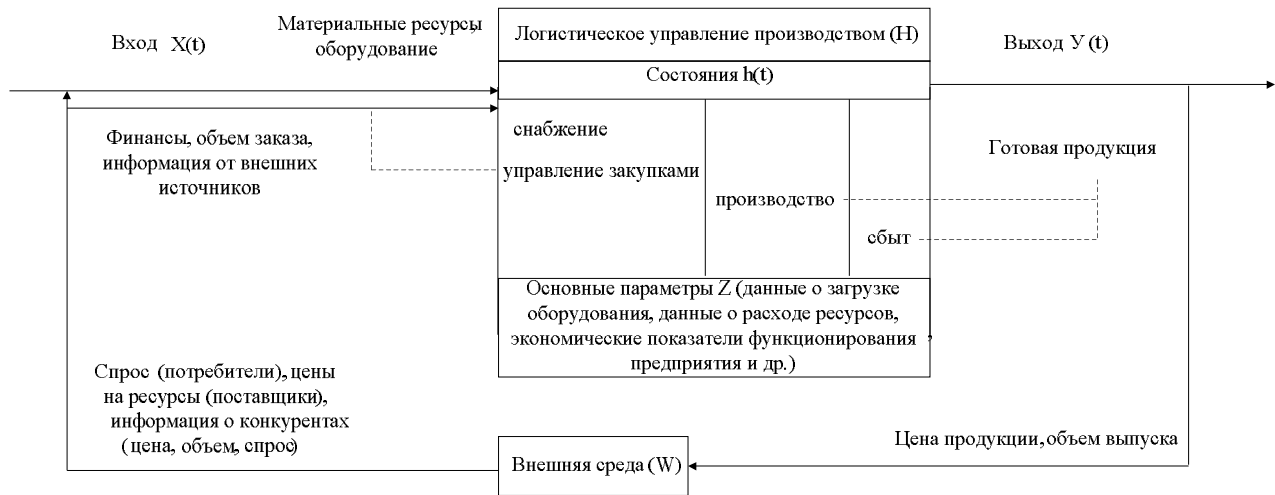 Вход X(t)
Материальные ресурсы,
оборудование
Логистическое управление производством (H)
Выход У (t)
Состояния h(t)
Финансы, объем заказа,
информация от внешних
источников
снабжение
управление закупками
производство
сбыт
Готовая продукция
Основные параметры Z (данные о загрузке
оборудования, данные о расходе ресурсов,
экономические показатели функционирования
предприятия и др.)
,
Спрос (потребители), цены
на ресурсы (поставщики),
информация о конкурентах
(цена, объем, спрос)
Внешняя среда (W)
Цена продукции, объем выпуска